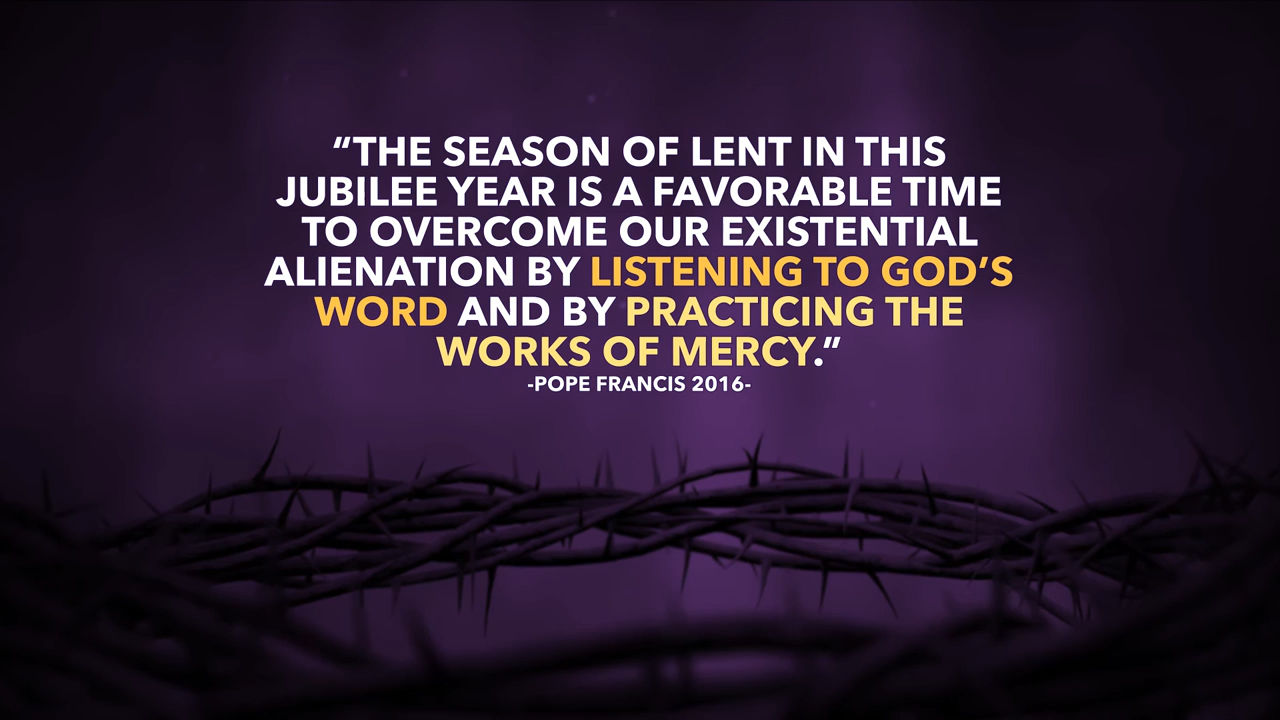 “THE SEASON OF LENT IN THIS
JUBILEE YEAR IS A FAVORABLE TIME
TO OVERCOME OUR EXISTENTIAL
ALIENATION BY LISTENING TO GOD’S
WORD AND BY PRACTICING THE
WORKS OF MERCY.”
-POPE FRANCIS 2016-